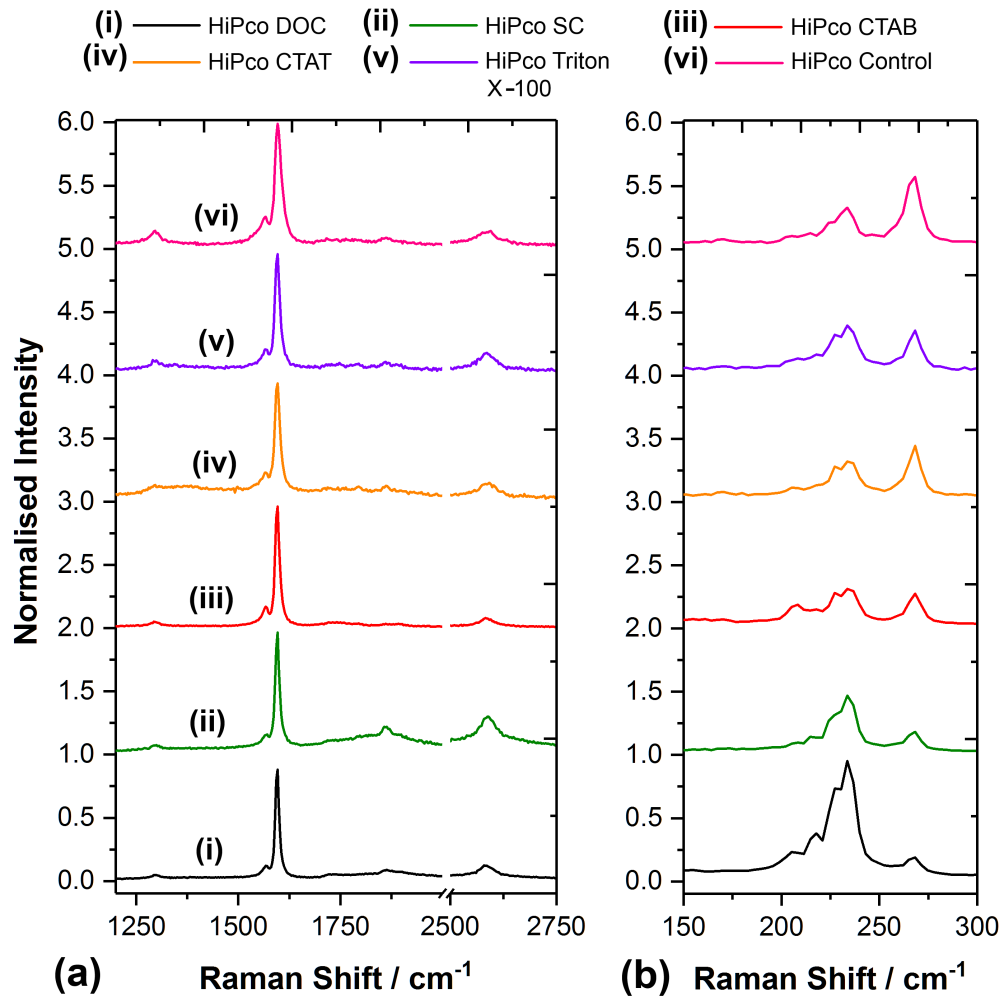 (i) HiPco DOC (ii) HiPco SC (iii) HiPco CTAB
(iv) HiPco CTAT (v) HiPco Triton X-100 (vi) HiPco Control
Normalised Intensity
6.0
5.5
5.0
4.5
4.0
3.5
3.0
2.5
2.0
1.5
1.0
0.5
0.0
(vi)
(v)
(iv)
(iii)
(ii)
(i)
1250 1500 1750 2500 2750
(a) Raman Shift / cm⁻¹
6.0
5.5
5.0
4.5
4.0
3.5
3.0
2.5
2.0
1.5
1.0
0.5
0.0
150 200 250 300
(b) Raman Shift / cm⁻¹